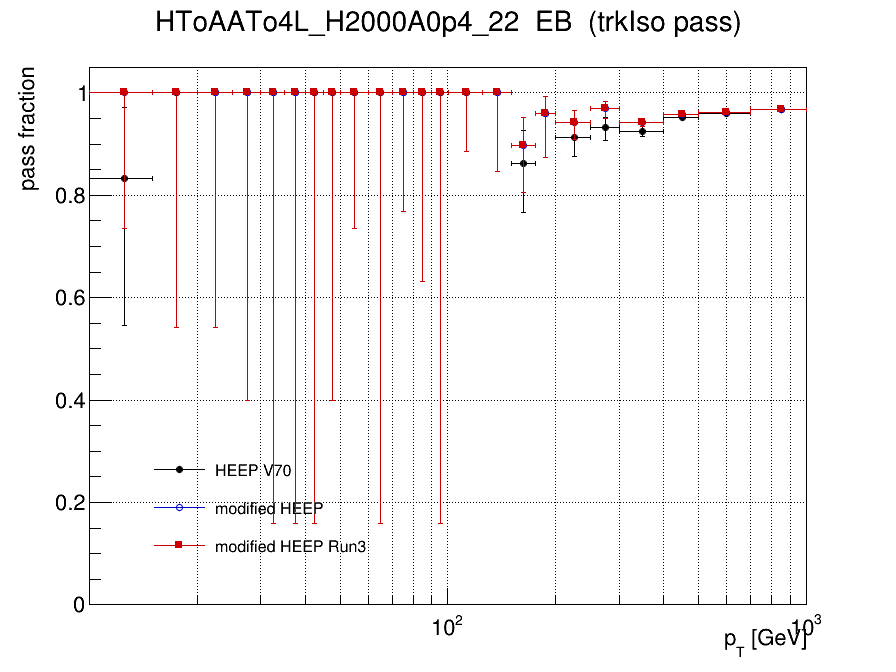 HToAATo4L_H2000A0p4_22 EB (trkIso pass)
pass fraction
1
0.8
0.6
0.4
0.2
0
HEEP V70
modified HEEP
modified HEEP Run3
10²
10³
p_T [GeV]